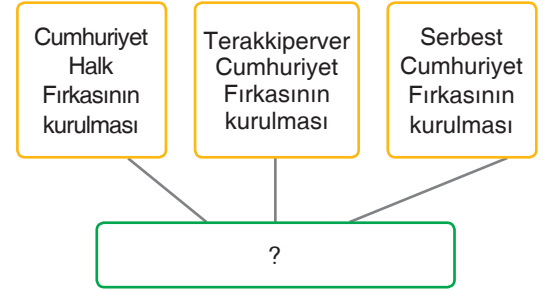 Cumhuriyet
Halk
Fırkasının
kurulması
Terakkiperver
Cumhuriyet
Fırkasının
kurulması
Serbest
Cumhuriyet
Fırkasının
kurulması
?